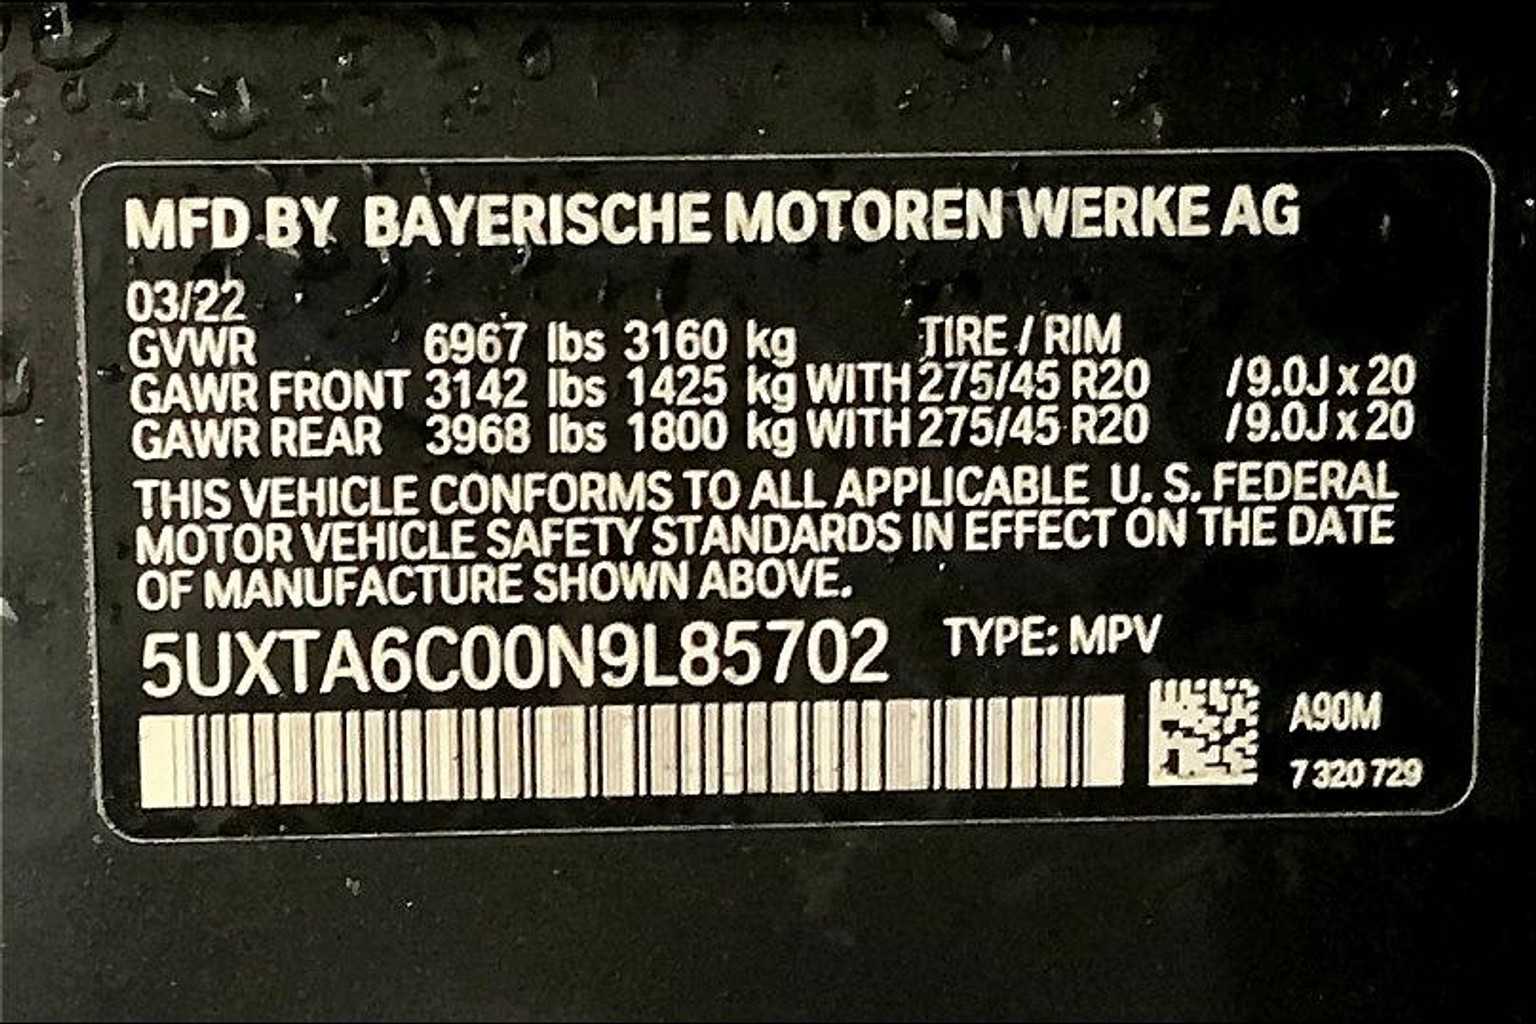 MFD BY BAYERISCHE MOTOREN WERKE AG
03/22
GVWR 6967 lbs 3160 kg TIRE / RIM
GAWR FRONT 3142 lbs 1425 kg WITH 275/45 R20 /9.0J x 20
GAWR REAR 3968 lbs 1800 kg WITH 275/45 R20 /9.0J x 20
THIS VEHICLE CONFORMS TO ALL APPLICABLE U. S. FEDERAL
MOTOR VEHICLE SAFETY STANDARDS IN EFFECT ON THE DATE
OF MANUFACTURE SHOWN ABOVE.
5UXTA6C00N9L85702 TYPE: MPV
A90M
7 320 729